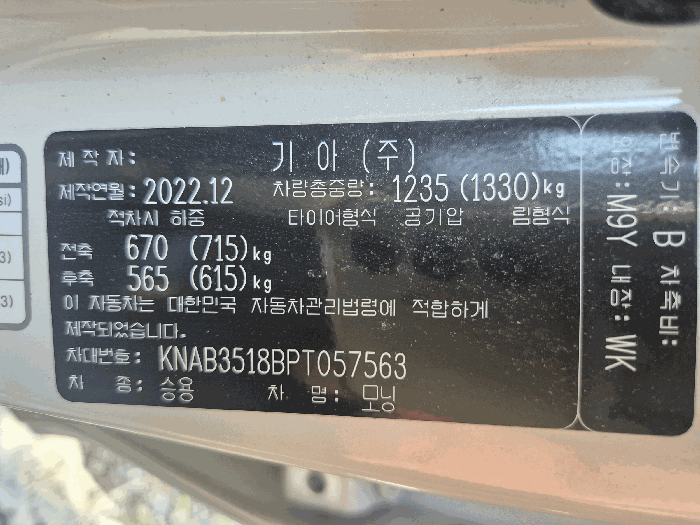 제 작 자: 기 아 (주)
제작연월: 2022.12 차량총중량: 1235 (1330)kg
적차시 하중 타이어형식 공기압 림형식
전축 670 (715)kg
후축 565 (615)kg
이 자동차는 대한민국 자동차관리법령에 적합하게
제작되었습니다.
차대번호: KNAB3518BPT057563
차 종: 승용 차 명: 모닝
변속기: B 차축비:
외장: M9Y 내장: WK
)
si)
3)
3)